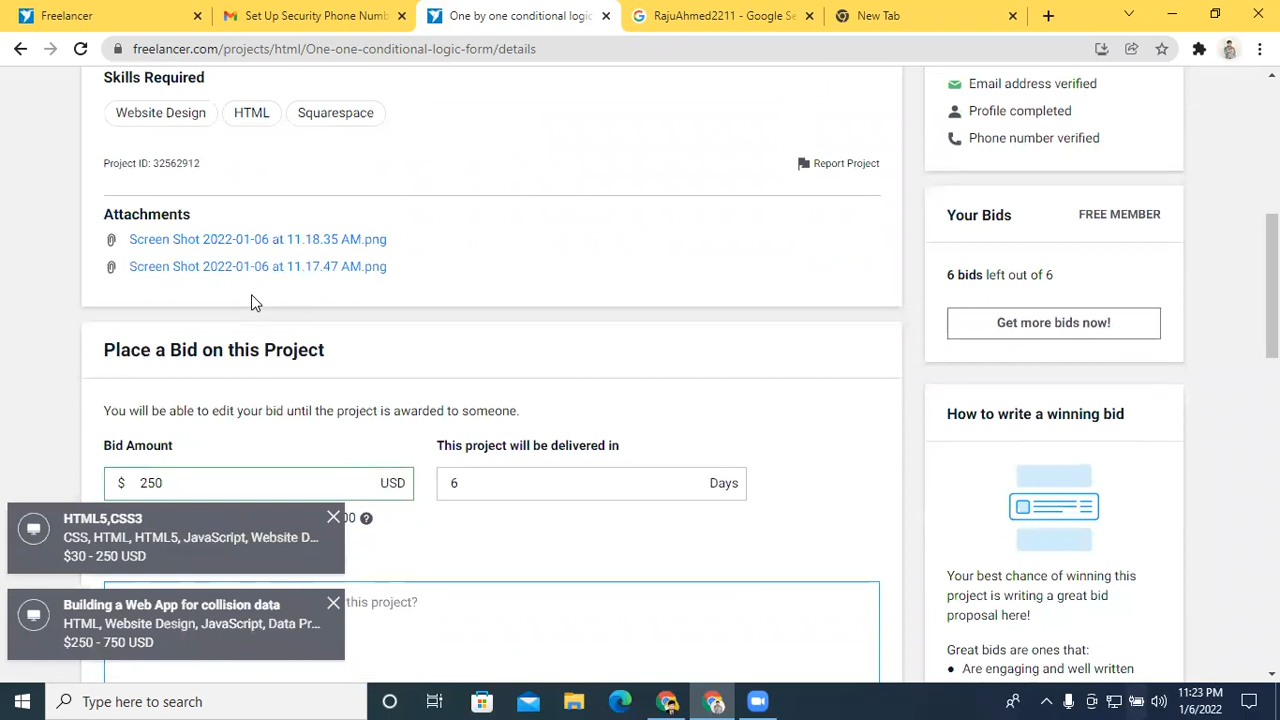 Freelancer
Set Up Security Phone Numb
One by one conditional logic
RajuAhmed2211 - Google Se
New Tab
freelancer.com/projects/html/One-one-conditional-logic-form/details
Skills Required
Website Design
HTML
Squarespace
Project ID: 32562912
Report Project
Attachments
Screen Shot 2022-01-06 at 11.18.35 AM.png
Screen Shot 2022-01-06 at 11.17.47 AM.png
Place a Bid on this Project
You will be able to edit your bid until the project is awarded to someone.
Bid Amount
This project will be delivered in
$ 250 USD
6 Days
00
this project?
HTML5,CSS3
CSS, HTML, HTML5, JavaScript, Website D...
$30 - 250 USD
Building a Web App for collision data
HTML, Website Design, JavaScript, Data Pr...
$250 - 750 USD
Email address verified
Profile completed
Phone number verified
Your Bids
FREE MEMBER
6 bids left out of 6
Get more bids now!
How to write a winning bid
Your best chance of winning this
project is writing a great bid
proposal here!
Great bids are ones that:
Are engaging and well written
Type here to search
11:23 PM
1/6/2022